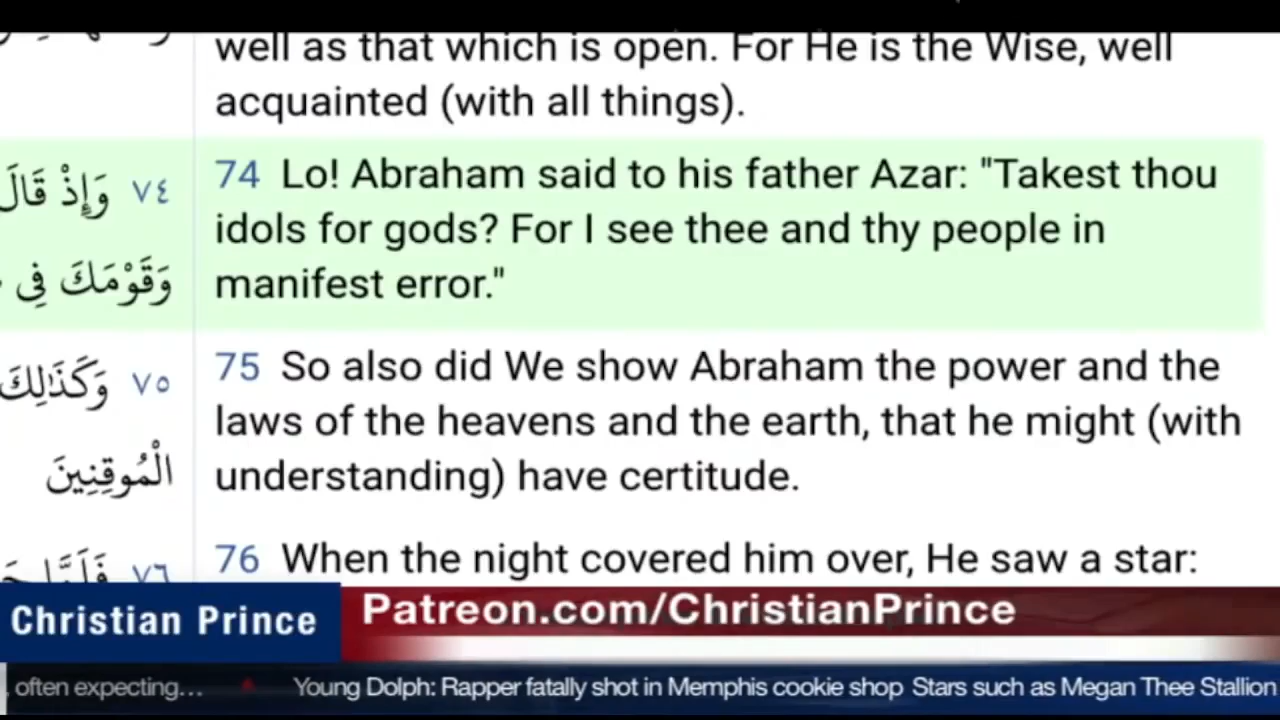 well as that which is open. For He is the Wise, well
acquainted (with all things).
٧٤ وَإِذْ قَالَ
وَقَوْمَكَ فِي
74 Lo! Abraham said to his father Azar: "Takest thou
idols for gods? For I see thee and thy people in
manifest error."
٧٥ وَكَذَٰلِكَ
الْمُوقِنِينَ
75 So also did We show Abraham the power and the
laws of the heavens and the earth, that he might (with
understanding) have certitude.
٧٦ فَلَمَّا
76 When the night covered him over, He saw a star:
Christian Prince
Patreon.com/ChristianPrince
, often expecting... Young Dolph: Rapper fatally shot in Memphis cookie shop Stars such as Megan Thee Stallion